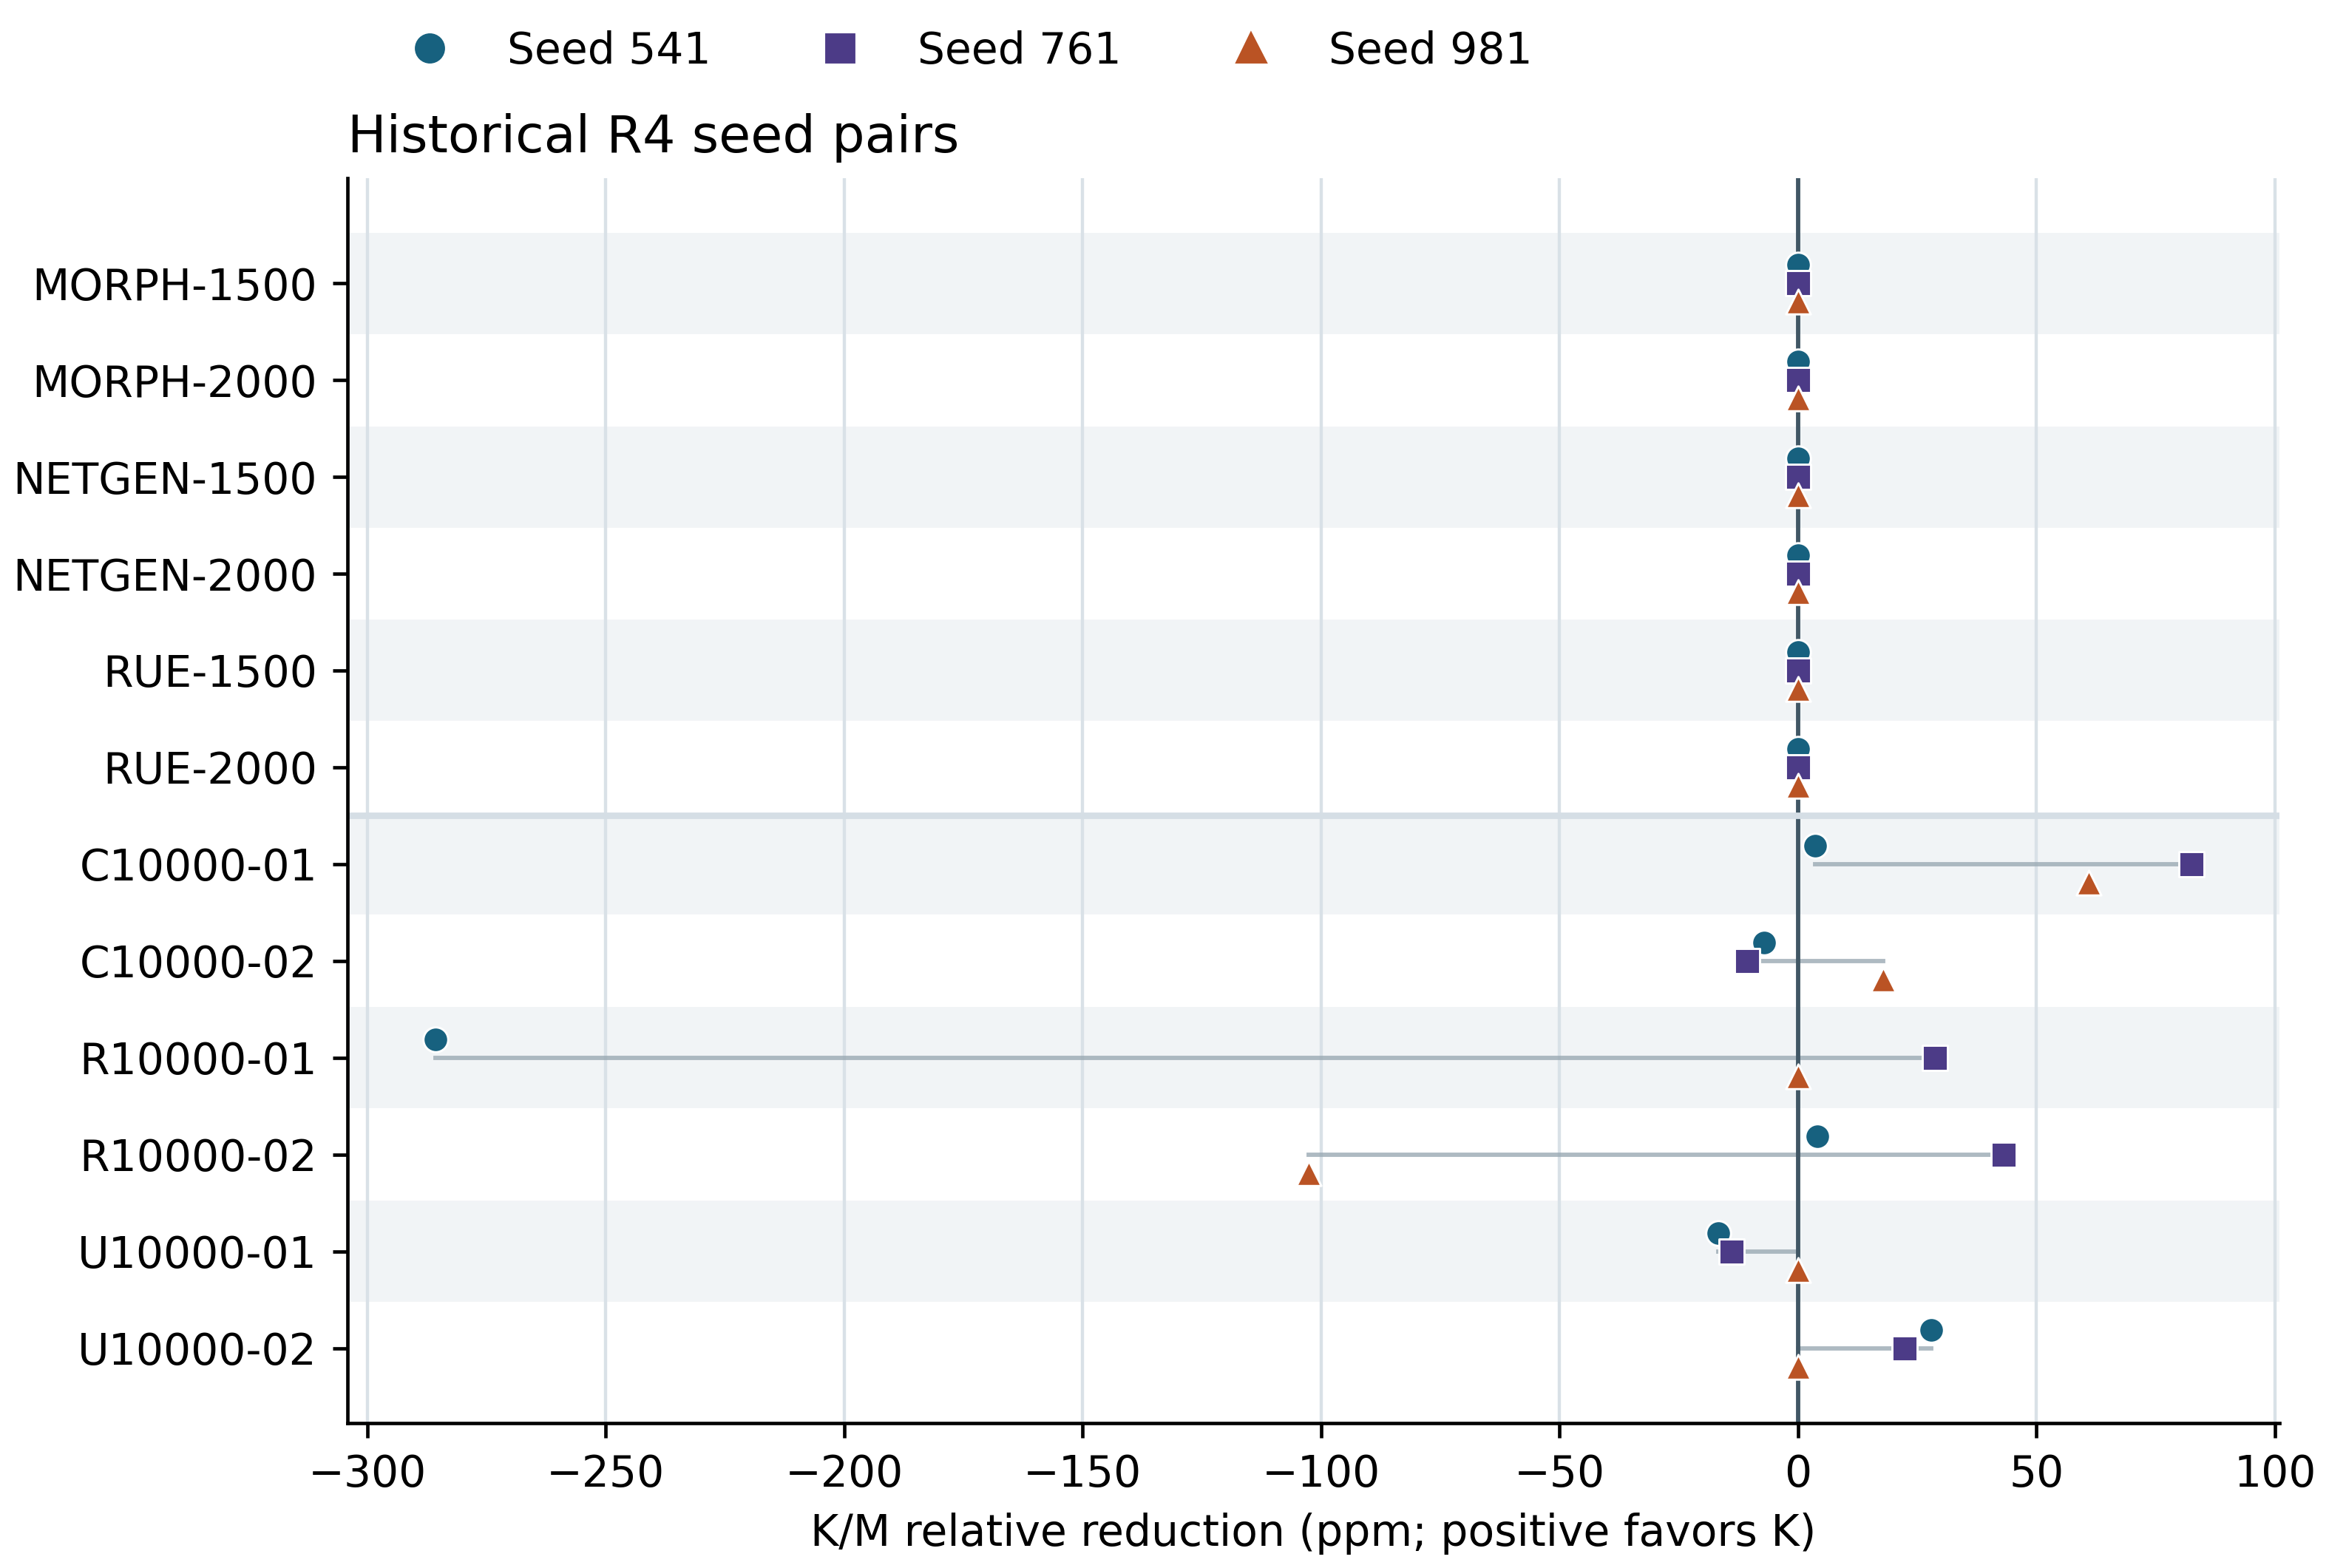 Seed 541 Seed 761 Seed 981
Historical R4 seed pairs
MORPH-1500
MORPH-2000
NETGEN-1500
NETGEN-2000
RUE-1500
RUE-2000
C10000-01
C10000-02
R10000-01
R10000-02
U10000-01
U10000-02
−300 −250 −200 −150 −100 −50 0 50 100
K/M relative reduction (ppm; positive favors K)